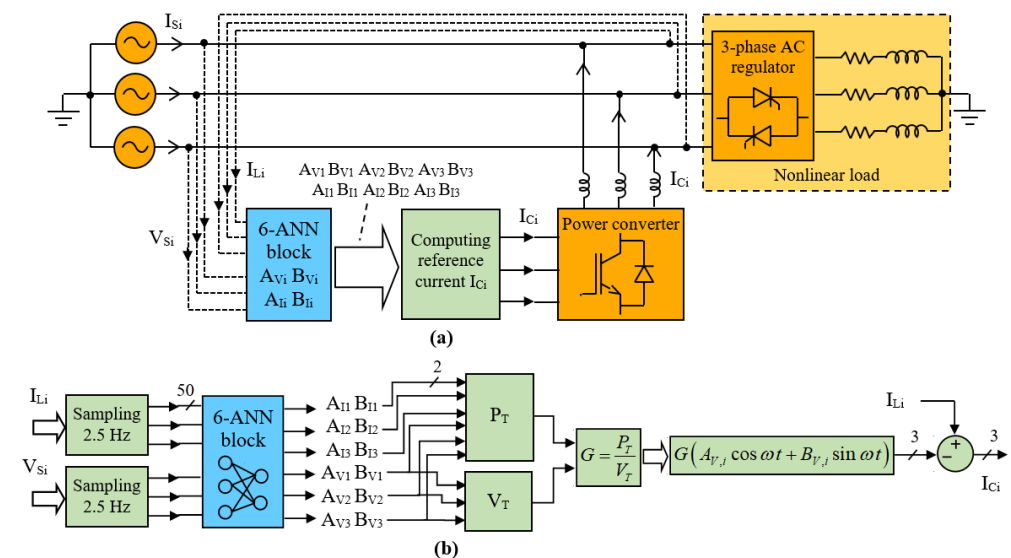 I_Si
3-phase AC
regulator
Nonlinear load
I_Li
A_V1 B_V1 A_V2 B_V2 A_V3 B_V3
A_I1 B_I1 A_I2 B_I2 A_I3 B_I3
I_Ci
V_Si
6-ANN
block
A_Vi B_Vi
A_Ii B_Ii
Computing
reference
current I_Ci
I_Ci
Power converter
(a)
I_Li
Sampling
2.5 Hz
50
V_Si
Sampling
2.5 Hz
6-ANN
block
A_I1 B_I1
A_I2 B_I2
A_I3 B_I3
A_V1 B_V1
A_V2 B_V2
A_V3 B_V3
2
P_T
V_T
G = P_T / V_T
G(A_V,i cos ωt + B_V,i sin ωt)
3
I_Li
+
−
3
I_Ci
(b)